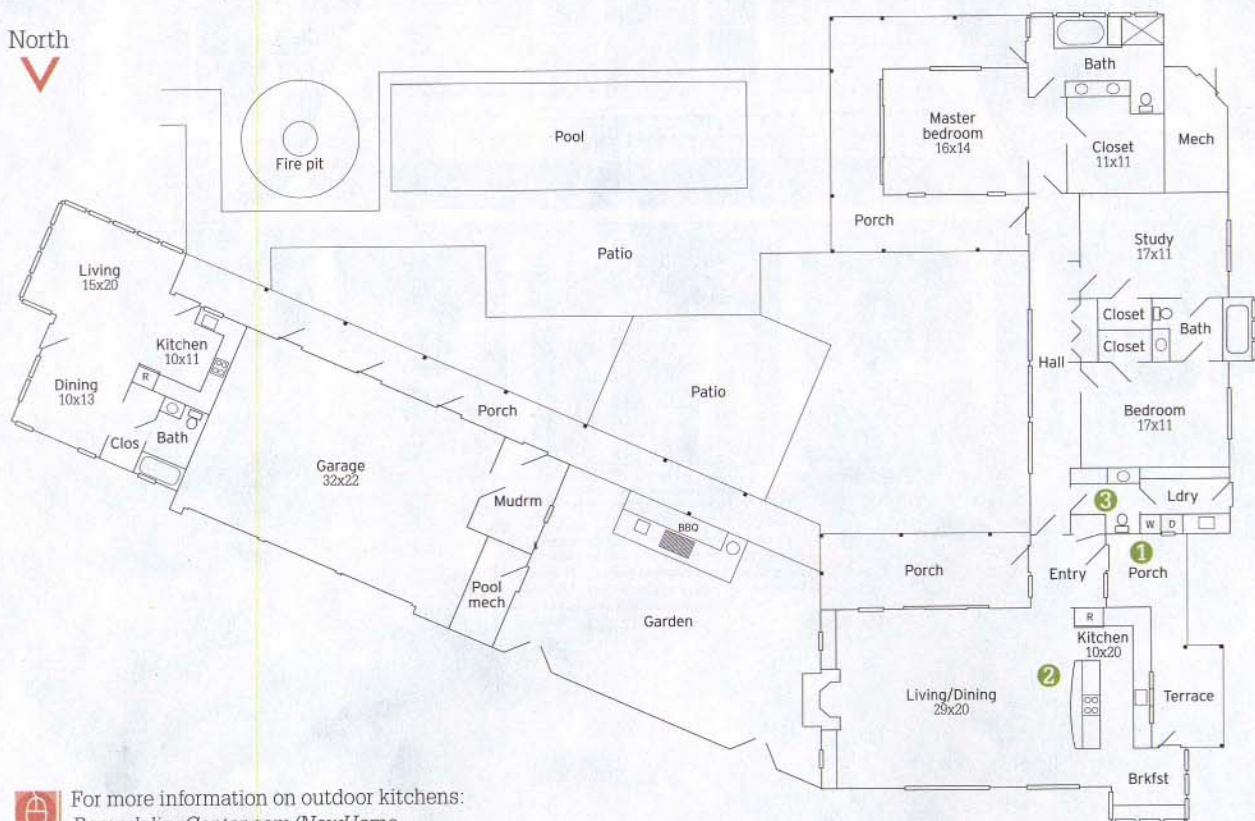 North
Fire pit
Pool
Patio
Bath
Master
bedroom
16x14
Closet
11x11
Mech
Porch
Study
17x11
Closet
Closet
Bath
Hall
Bedroom
17x11
Living
15x20
Kitchen
10x11
R
Dining
10x13
Clos
Bath
Garage
32x22
Porch
Patio
Mudrm
BBQ
Pool
mech
Garden
3
Ldry
W D
1
Porch
Entry
Porch
R
Kitchen
10x20
2
Living/Dining
29x20
Terrace
Brkfst
For more information on outdoor kitchens: